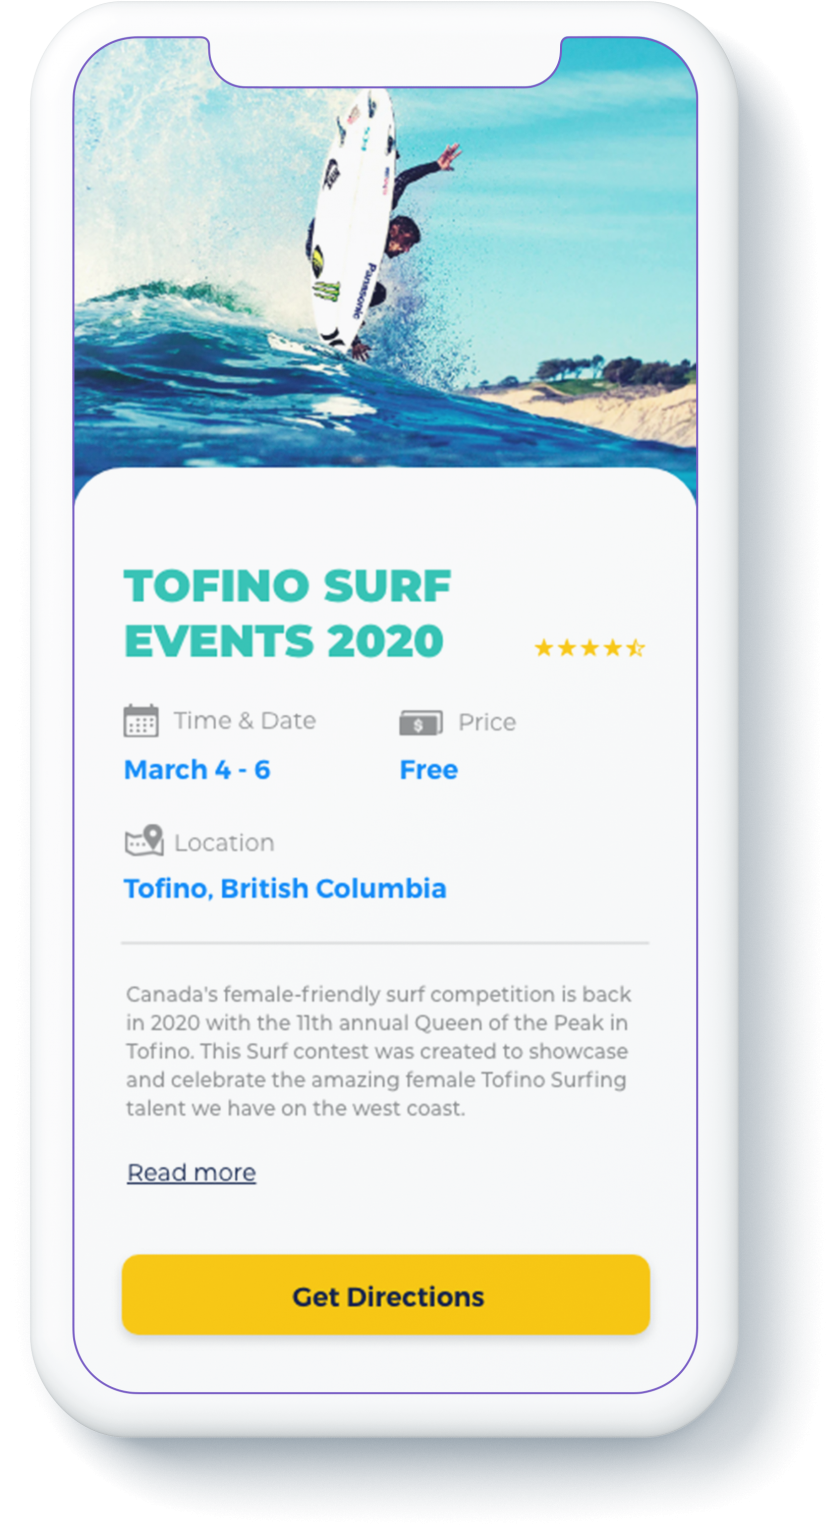 Panasonic
TOFINO SURF
EVENTS 2020
Time & Date
Price
March 4 - 6
Free
Location
Tofino, British Columbia
Canada's female-friendly surf competition is back
in 2020 with the 11th annual Queen of the Peak in
Tofino. This Surf contest was created to showcase
and celebrate the amazing female Tofino Surfing
talent we have on the west coast.
Read more
Get Directions